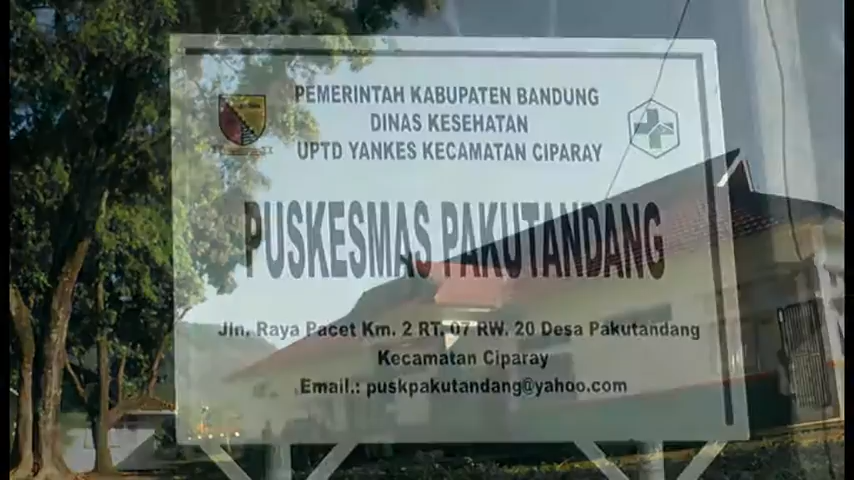 PEMERINTAH KABUPATEN BANDUNG
DINAS KESEHATAN
UPTD YANKES KECAMATAN CIPARAY
PUSKESMAS PAKUTANDANG
Jln. Raya Pacet Km. 2 RT. 07 RW. 20 Desa Pakutandang
Kecamatan Ciparay
Email.: puskpakutandang@yahoo.com